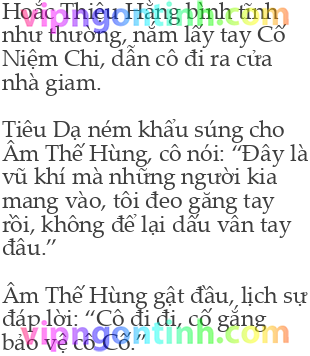 Hoắc Thiệu Hằng bình tĩnh
như thường, nắm lấy tay Cố
Niệm Chi, dẫn cô đi ra cửa
nhà giam.
Tiêu Dạ ném khẩu súng cho
Âm Thế Hùng, cô nói: “Đây là
vũ khí mà những người kia
mang vào, tôi đeo găng tay
rồi, không để lại dấu vân tay
đâu.”
Âm Thế Hùng gật đầu, lịch sự
đáp lời: “Cô đi đi, cố gắng
bảo vệ cô Cố.”
vipngontinh.com
vipngontinh.com